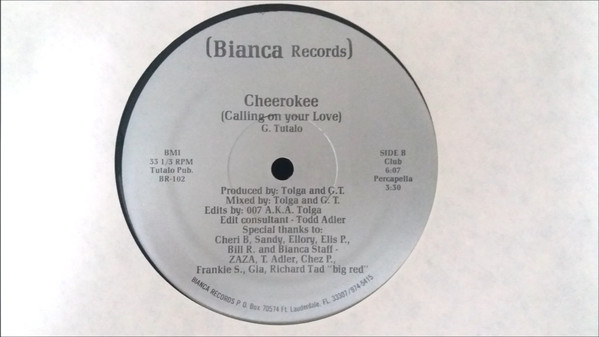 (Bianca Records)
Cheerokee
(Calling on your Love)
G. Tutalo
BMI
33 1/3 RPM
Tutalo Pub.
BR-102
SIDE B
Club
6:07
Percapella
3:30
Produced by: Tolga and G.T.
Mixed by: Tolga and G. T.
Edits by: 007 A.K.A. Tolga
Edit consultant - Todd Adler
Special thanks to:
Cheri B, Sandy, Ellory, Elis P.,
Bill R. and Bianca Staff -
ZAZA, T. Adler, Chez P.,
Frankie S., Gia, Richard Tad "big red"
BIANCA RECORDS P. O. Box 70574 Ft. Lauderdale, FL. 33307/974-0415